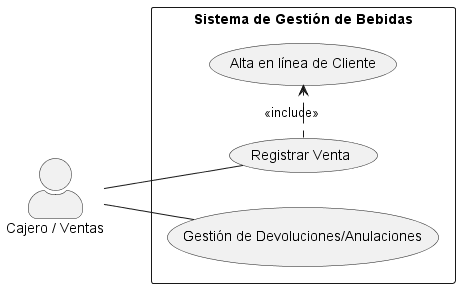 Sistema de Gestión de Bebidas
Alta en línea de Cliente
«include»
Registrar Venta
Cajero / Ventas
Gestión de Devoluciones/Anulaciones